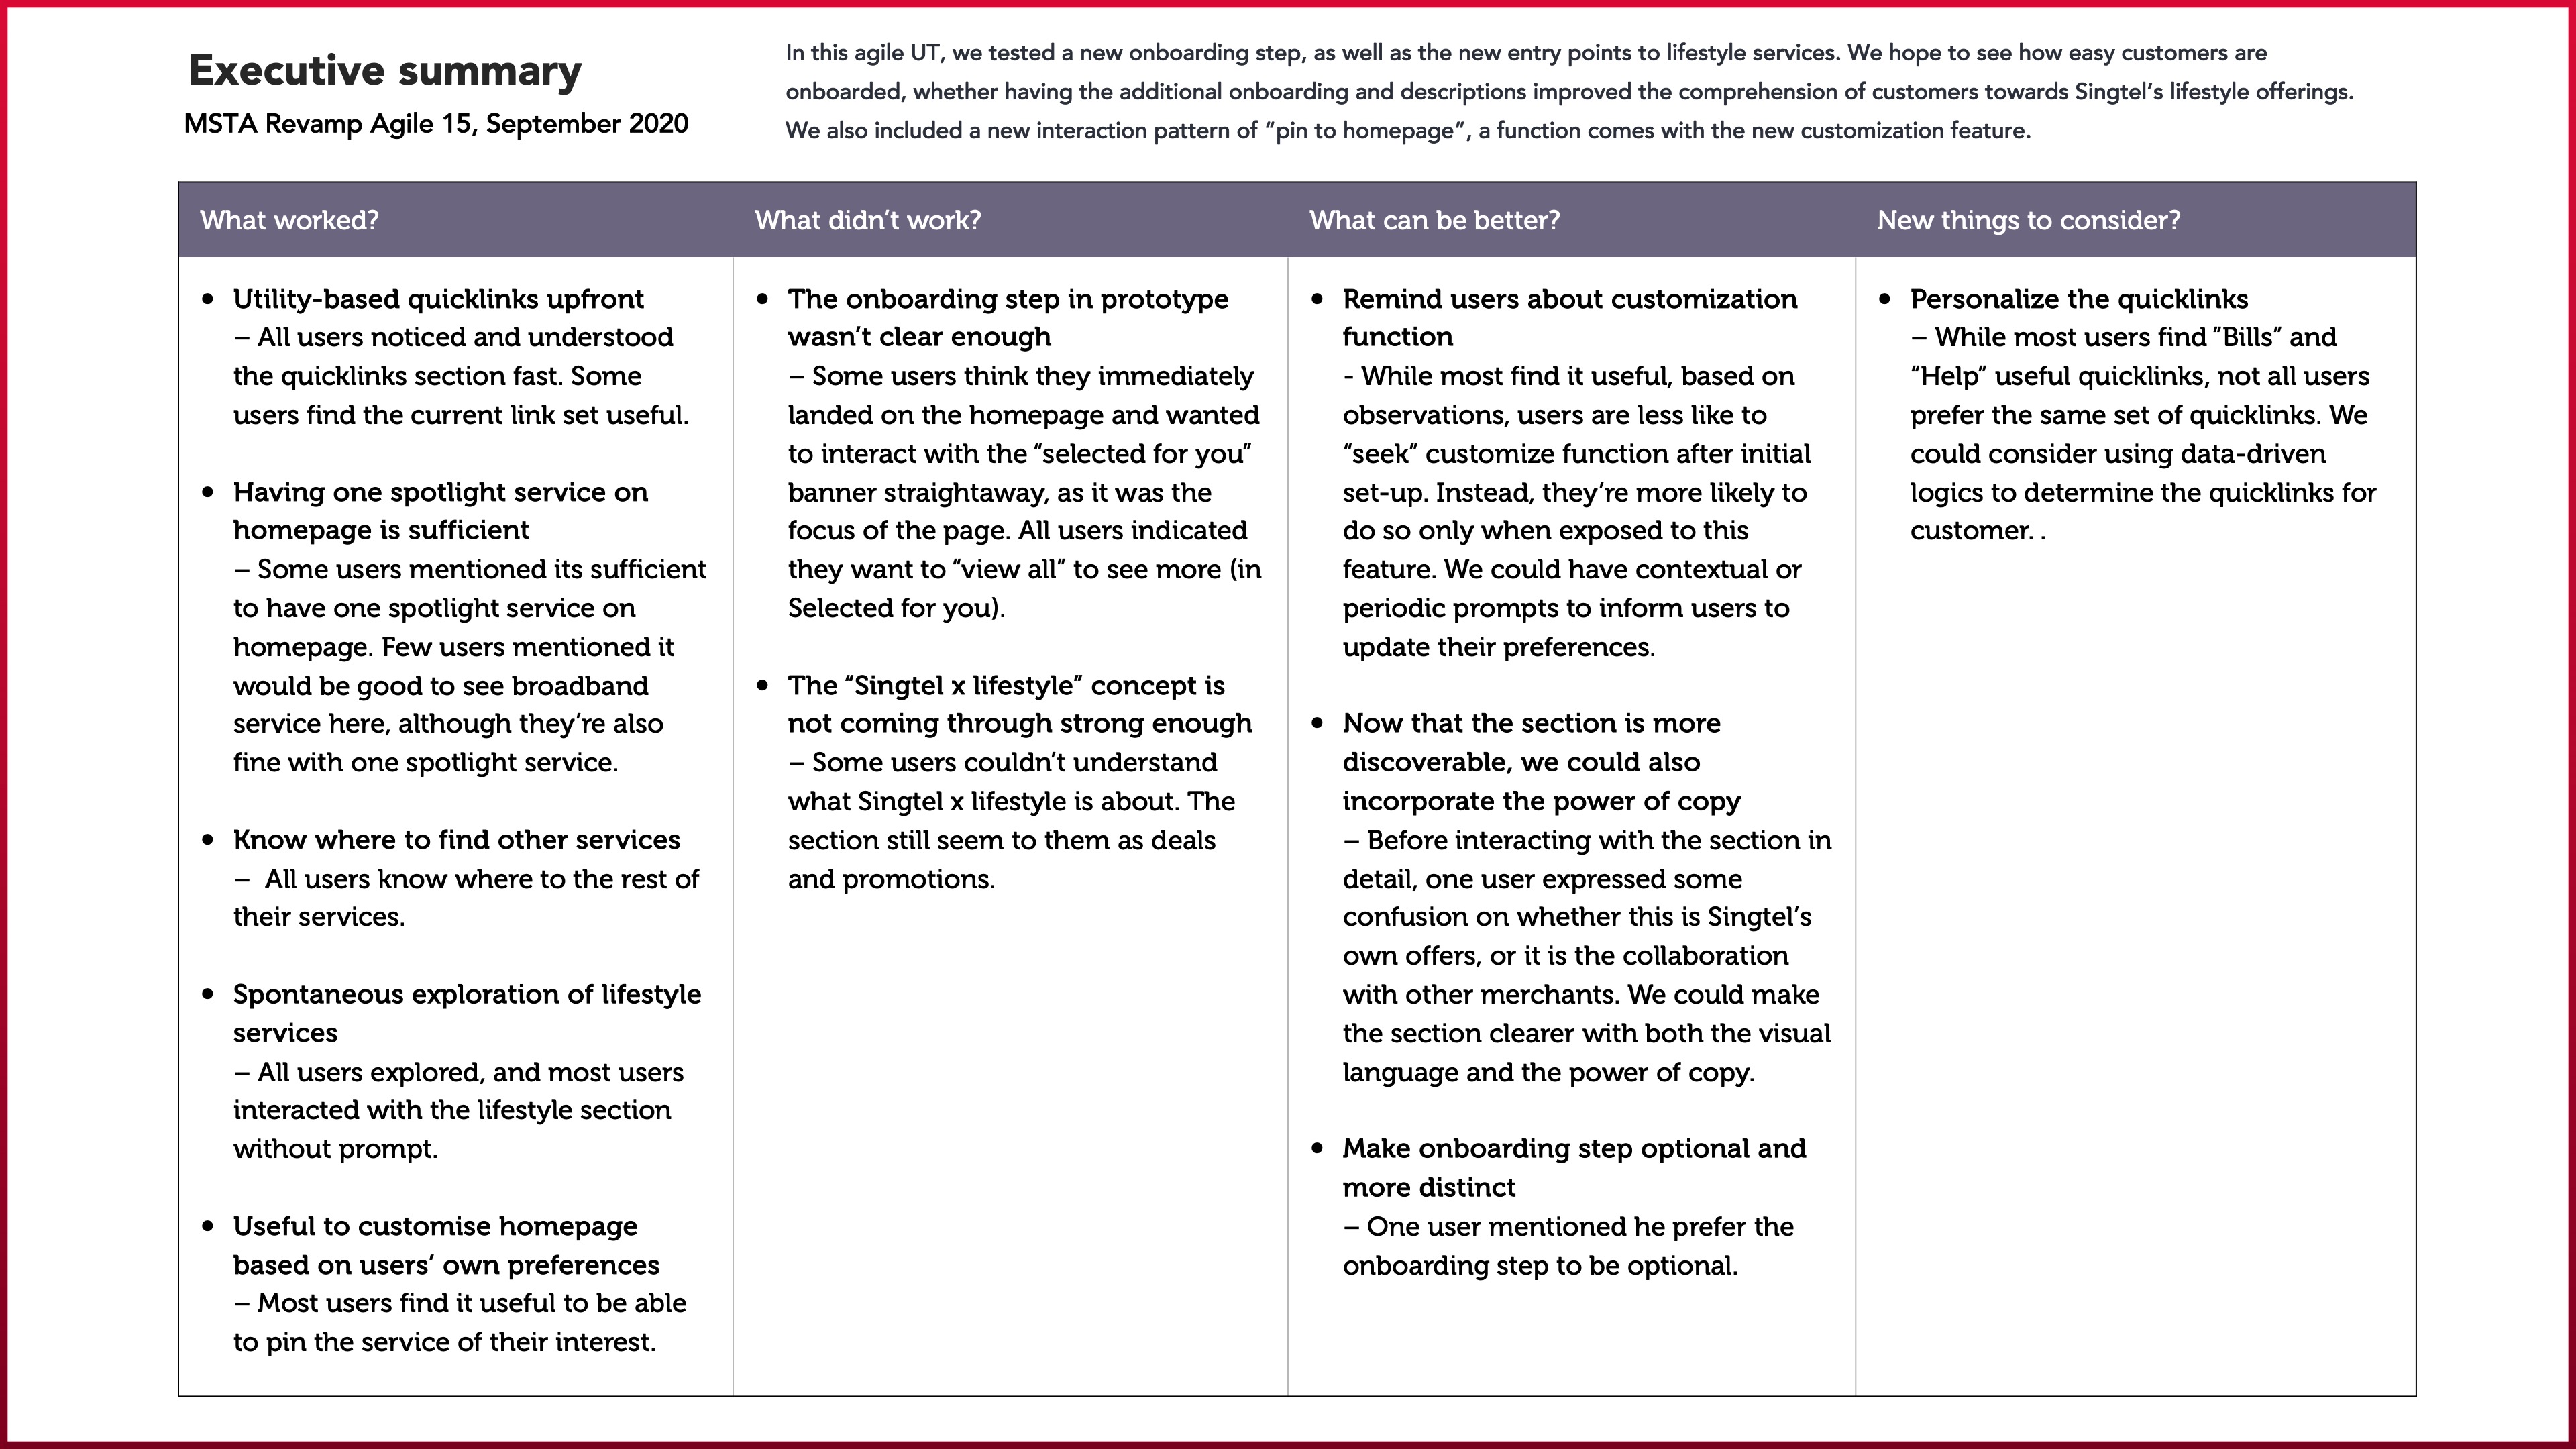 Executive summary
MSTA Revamp Agile 15, September 2020
In this agile UT, we tested a new onboarding step, as well as the new entry points to lifestyle services. We hope to see how easy customers are
onboarded, whether having the additional onboarding and descriptions improved the comprehension of customers towards Singtel’s lifestyle offerings.
We also included a new interaction pattern of “pin to homepage”, a function comes with the new customization feature.
What worked?
• Utility-based quicklinks upfront
– All users noticed and understood
the quicklinks section fast. Some
users find the current link set useful.
• Having one spotlight service on
homepage is sufficient
– Some users mentioned its sufficient
to have one spotlight service on
homepage. Few users mentioned it
would be good to see broadband
service here, although they’re also
fine with one spotlight service.
• Know where to find other services
– All users know where to the rest of
their services.
• Spontaneous exploration of lifestyle
services
– All users explored, and most users
interacted with the lifestyle section
without prompt.
• Useful to customise homepage
based on users’ own preferences
– Most users find it useful to be able
to pin the service of their interest.
What didn’t work?
• The onboarding step in prototype
wasn’t clear enough
– Some users think they immediately
landed on the homepage and wanted
to interact with the “selected for you”
banner straightaway, as it was the
focus of the page. All users indicated
they want to “view all” to see more (in
Selected for you).
• The “Singtel x lifestyle” concept is
not coming through strong enough
– Some users couldn’t understand
what Singtel x lifestyle is about. The
section still seem to them as deals
and promotions.
What can be better?
• Remind users about customization
function
- While most find it useful, based on
observations, users are less like to
“seek” customize function after initial
set-up. Instead, they’re more likely to
do so only when exposed to this
feature. We could have contextual or
periodic prompts to inform users to
update their preferences.
• Now that the section is more
discoverable, we could also
incorporate the power of copy
– Before interacting with the section in
detail, one user expressed some
confusion on whether this is Singtel’s
own offers, or it is the collaboration
with other merchants. We could make
the section clearer with both the visual
language and the power of copy.
• Make onboarding step optional and
more distinct
– One user mentioned he prefer the
onboarding step to be optional.
New things to consider?
• Personalize the quicklinks
– While most users find ”Bills” and
“Help” useful quicklinks, not all users
prefer the same set of quicklinks. We
could consider using data-driven
logics to determine the quicklinks for
customer. .